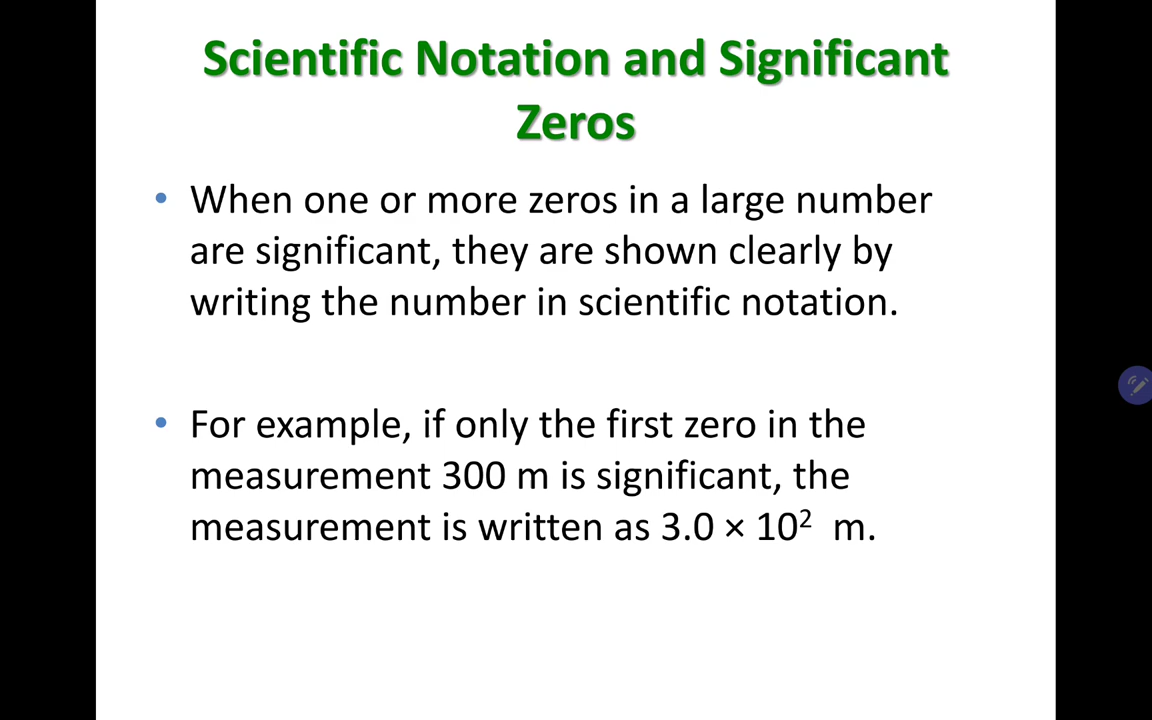 Scientific Notation and Significant
Zeros
• When one or more zeros in a large number
are significant, they are shown clearly by
writing the number in scientific notation.
• For example, if only the first zero in the
measurement 300 m is significant, the
measurement is written as 3.0 × 10² m.